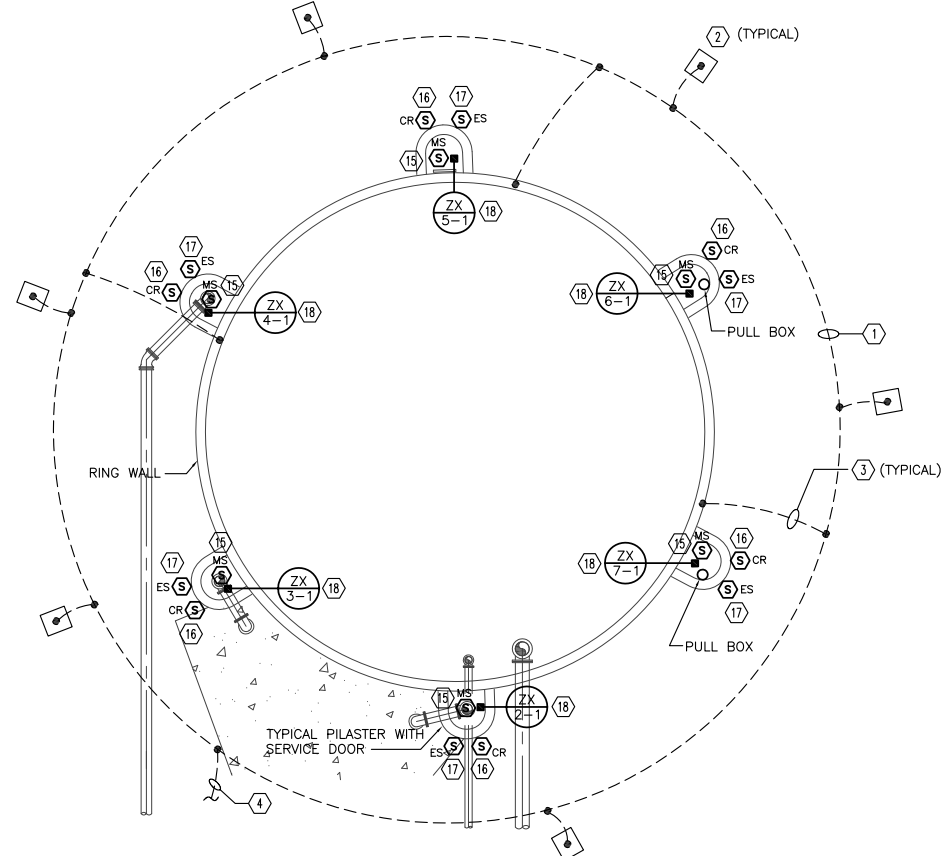 2 (TYPICAL)
16 17
CR S S ES
MS
15 S
ZX
5-1
18
16
S CR
17
S ES
15
MS
S
16
CR S
15
MS
S
ZX
4-1
18
18
ZX
6-1
S ES
17
PULL BOX
1
RING WALL
3 (TYPICAL)
15
MS
S
17
ES S
ZX
3-1
18
CR S
16
18
ZX
7-1
15
MS
S
16
S CR
S ES
17
PULL BOX
15
MS
S
ZX
2-1
18
TYPICAL PILASTER WITH
SERVICE DOOR
ES S S CR
17 16
4